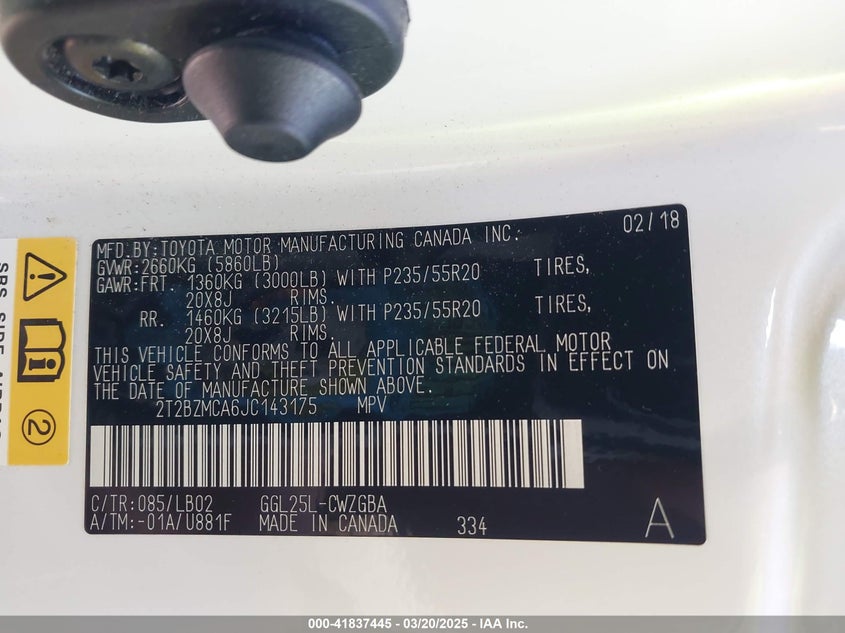 MFD.BY:TOYOTA MOTOR MANUFACTURING CANADA INC. 02/18
GVWR:2660KG (5860LB)
GAWR:FRT. 1360KG (3000LB) WITH P235/55R20 TIRES,
20X8J RIMS.
RR. 1460KG (3215LB) WITH P235/55R20 TIRES,
20X8J RIMS.
THIS VEHICLE CONFORMS TO ALL APPLICABLE FEDERAL MOTOR
VEHICLE SAFETY AND THEFT PREVENTION STANDARDS IN EFFECT ON
THE DATE OF MANUFACTURE SHOWN ABOVE.
2T2BZMCA6JC143175 MPV
C/TR:085/LB02 GGL25L-CWZGBA
A/TM:-01A/U881F MADE IN CANADA 334 A
SRS SIDE
2
000-41837445 - 03/20/2025 - IAA Inc.